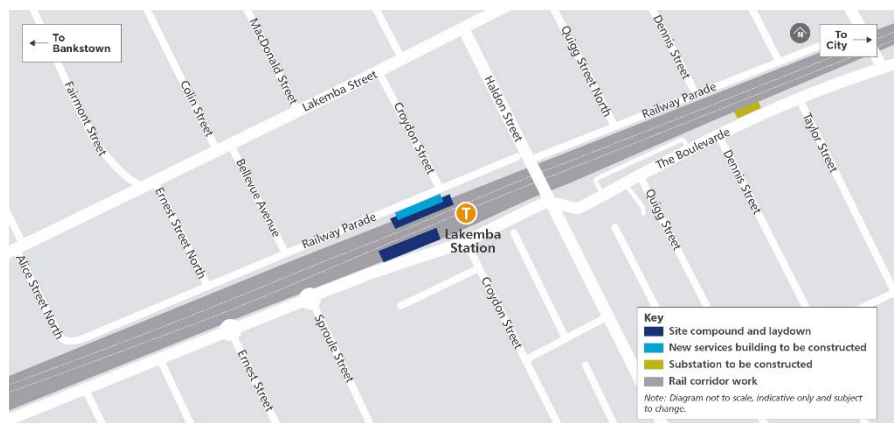 ← To
Bankstown
To →
City
N
MacDonald Street
Dennis Street
Quigg Street North
Fairmont Street
Colin Street
Lakemba Street
Croydon Street
Haldon Street
Railway Parade
The Boulevarde
Taylor Street
Bellevue Avenue
Ernest Street North
Railway Parade
T
Lakemba
Station
Quigg Street
Dennis Street
Alice Street North
Croydon Street
Sproule Street
Ernest Street
Key
Site compound and laydown
New services building to be constructed
Substation to be constructed
Rail corridor work
Note: Diagram not to scale, indicative only and subject
to change.